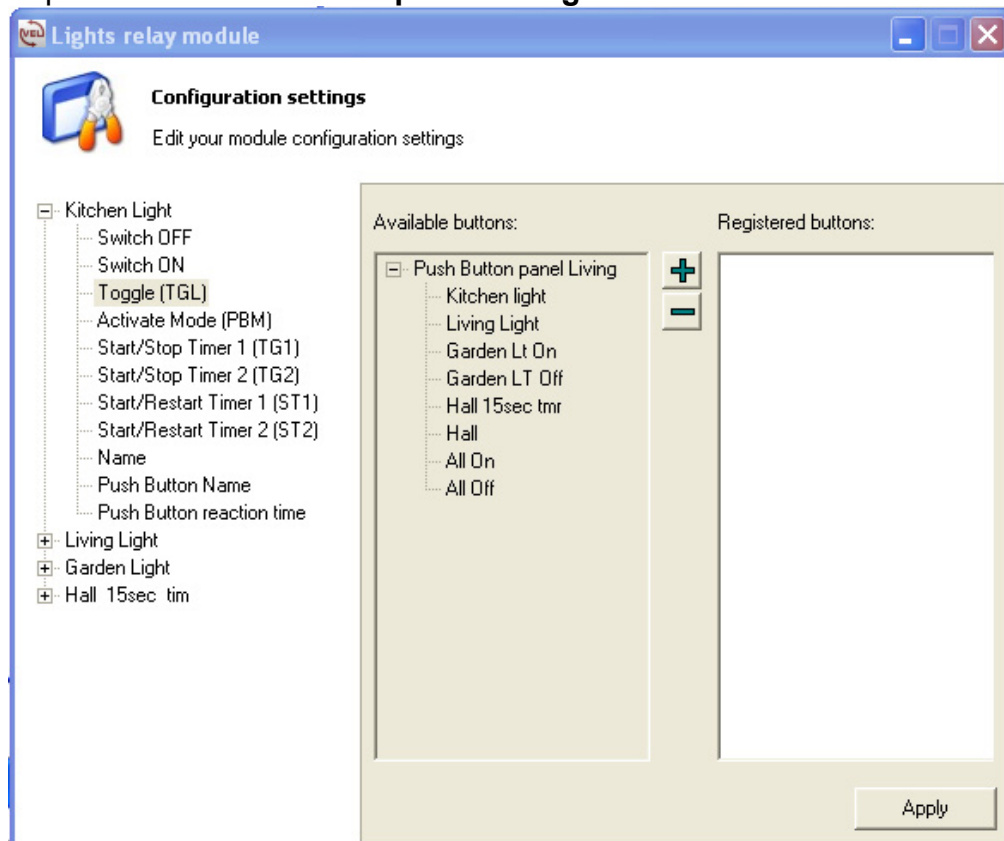 Lights relay module
Configuration settings
Edit your module configuration settings
Kitchen Light
Switch OFF
Switch ON
Toggle (TGL)
Activate Mode (PBM)
Start/Stop Timer 1 (TG1)
Start/Stop Timer 2 (TG2)
Start/Restart Timer 1 (ST1)
Start/Restart Timer 2 (ST2)
Name
Push Button Name
Push Button reaction time
Living Light
Garden Light
Hall 15sec tim
Available buttons:
Push Button panel Living
Kitchen light
Living Light
Garden Lt On
Garden LT Off
Hall 15sec tmr
Hall
All On
All Off
Registered buttons:
Apply